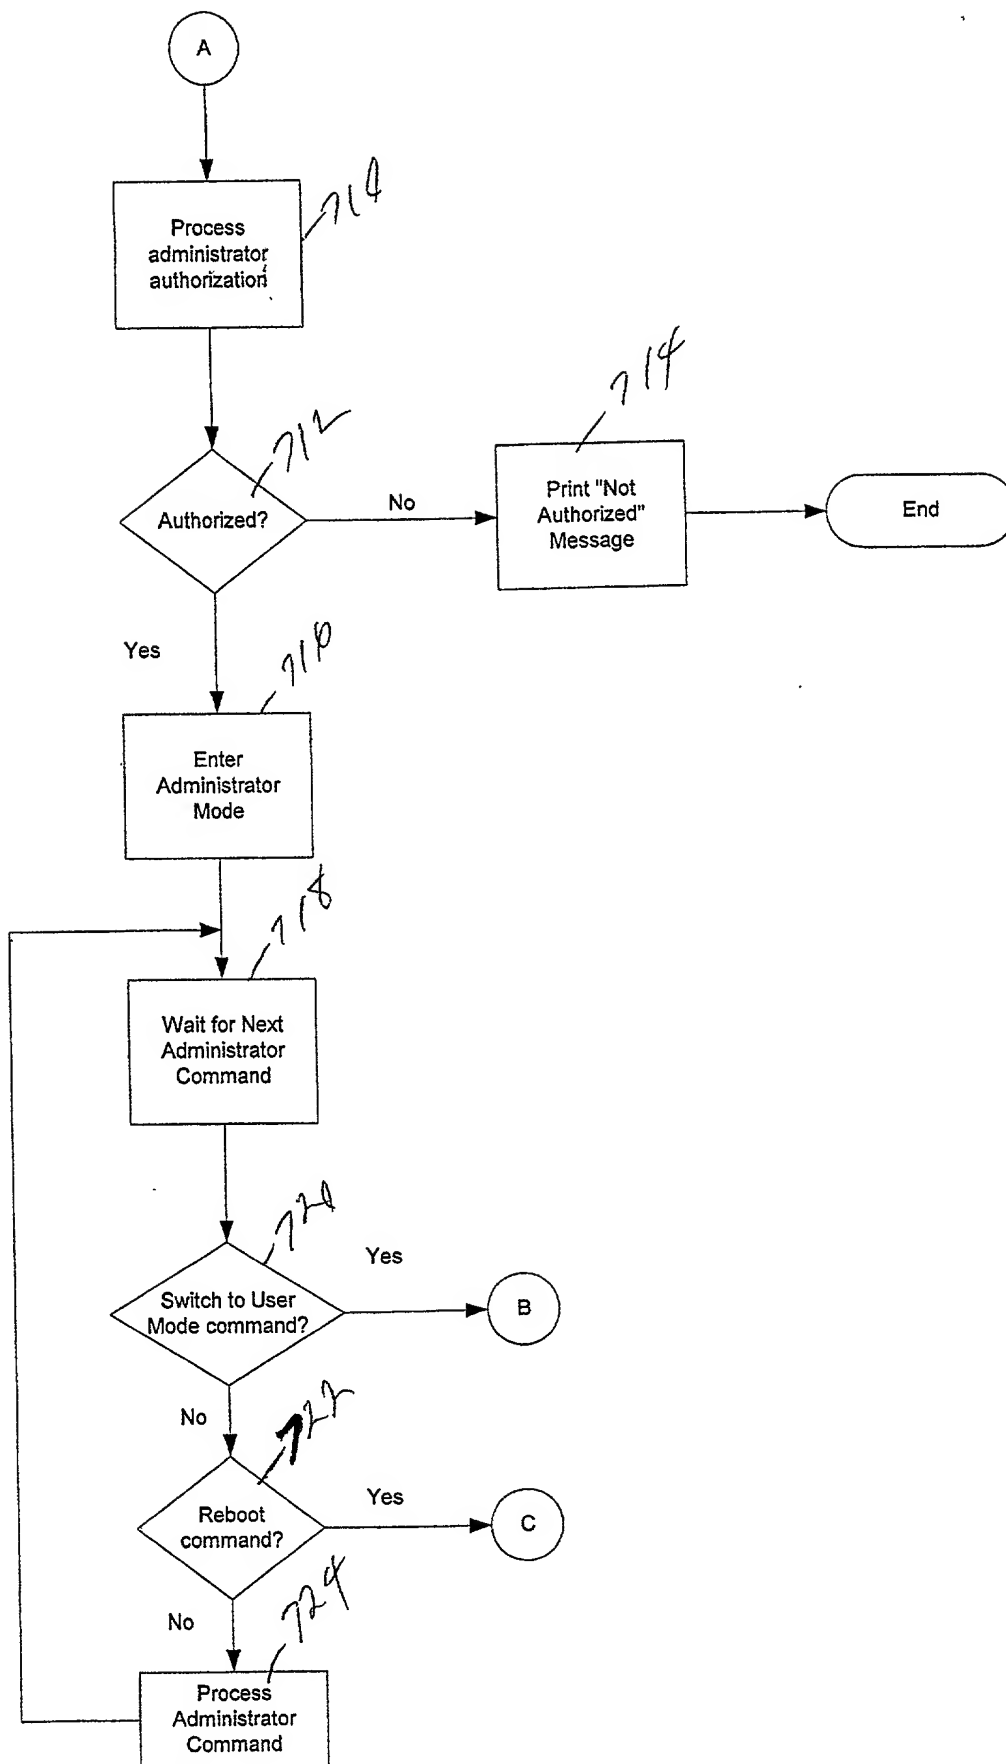 A
Process
administrator
authorization
712
714
Authorized?
No
Print "Not
Authorized"
Message
End
Yes
Enter
Administrator
Mode
718
Wait for Next
Administrator
Command
720
Switch to User
Mode command?
Yes
B
No
722
Reboot
command?
Yes
C
No
724
Process
Administrator
Command